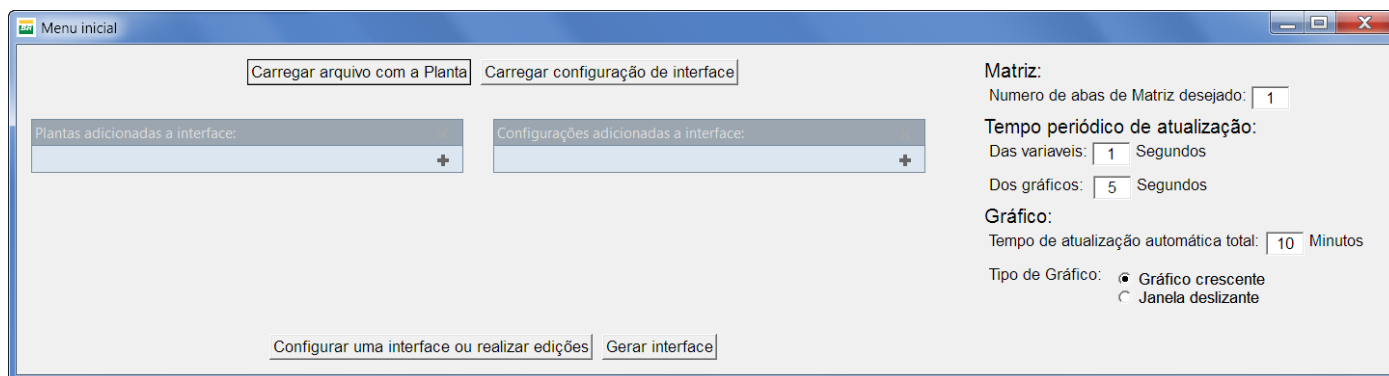 BR Menu inicial
Carregar arquivo com a Planta Carregar configuração de interface
Plantas adicionadas a interface:
Configurações adicionadas a interface:
Matriz:
Numero de abas de Matriz desejado: 1
Tempo periódico de atualização:
Das variaveis: 1 Segundos
Dos gráficos: 5 Segundos
Gráfico:
Tempo de atualização automática total: 10 Minutos
Tipo de Gráfico: Gráfico crescente
Janela deslizante
Configurar uma interface ou realizar edições Gerar interface